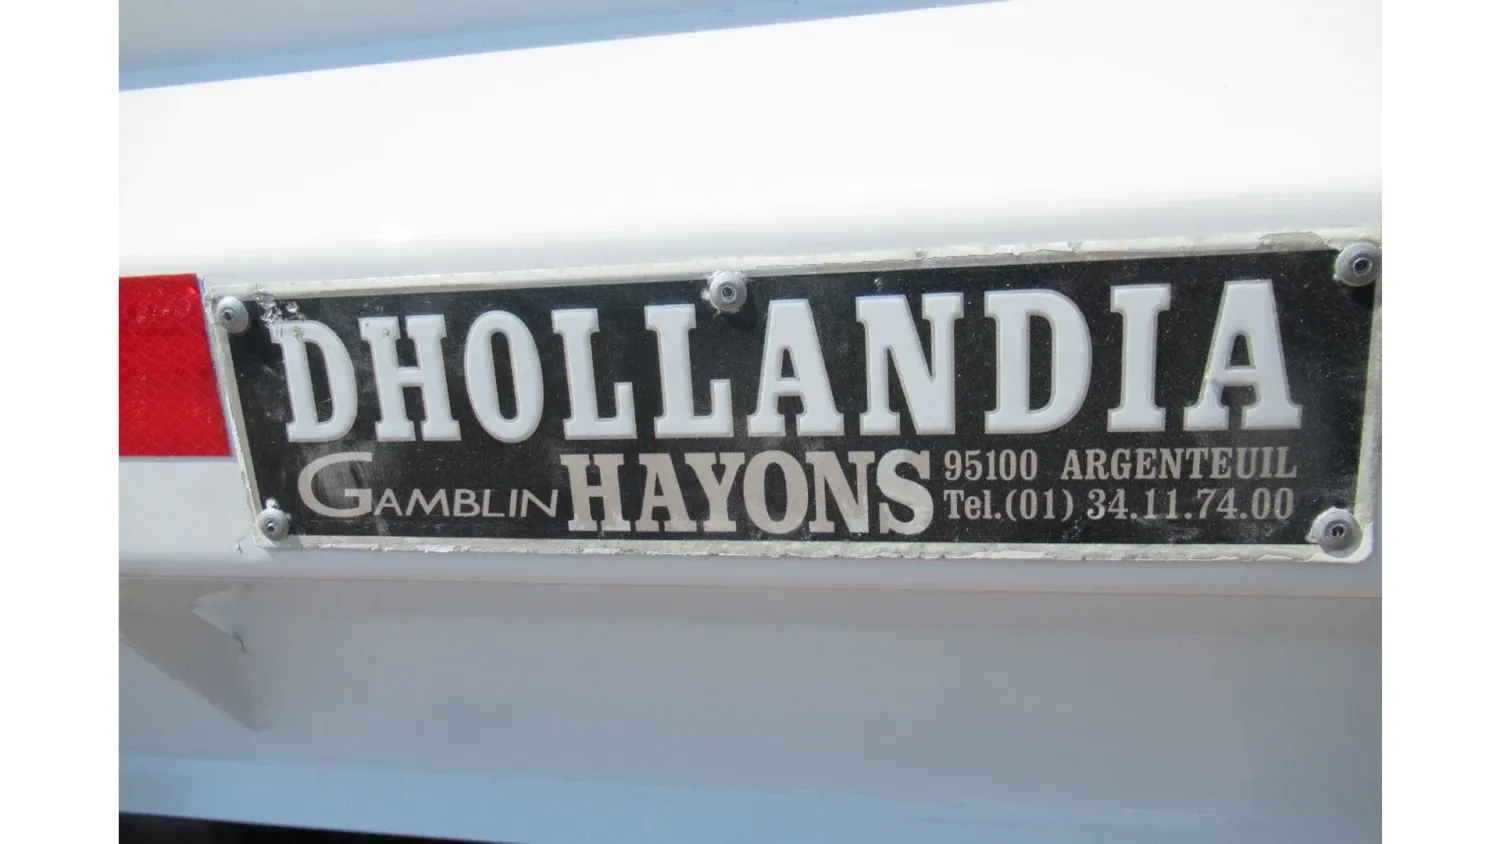 DHOLLANDIA
GAMBLIN HAYONS 95100 ARGENTEUIL
Tel.(01) 34.11.74.00